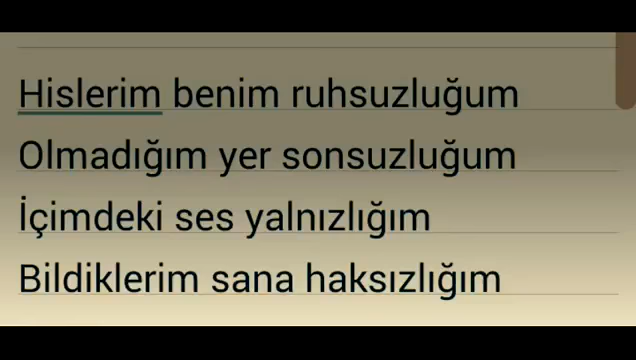 Hislerim benim ruhsuzluğum
Olmadığım yer sonsuzluğum
İçimdeki ses yalnızlığım
Bildiklerim sana haksızlığım